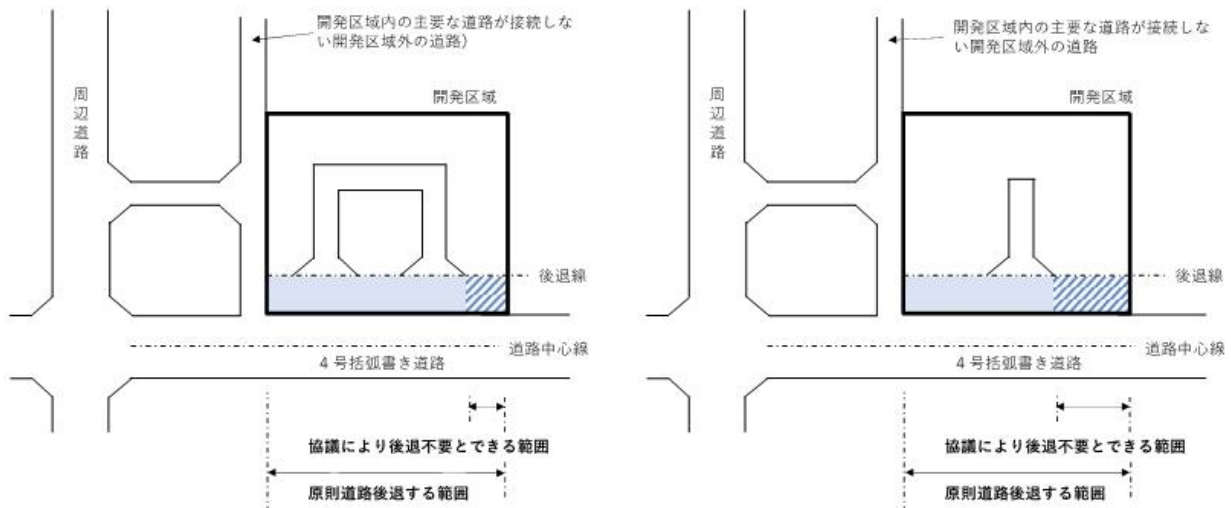 開発区域内の主要な道路が接続しな
い開発区域外の道路)
周辺道路
開発区域
後退線
道路中心線
4号括弧書き道路
協議により後退不要とできる範囲
原則道路後退する範囲
開発区域内の主要な道路が接続しな
い開発区域外の道路
周辺道路
開発区域
後退線
道路中心線
4号括弧書き道路
協議により後退不要とできる範囲
原則道路後退する範囲